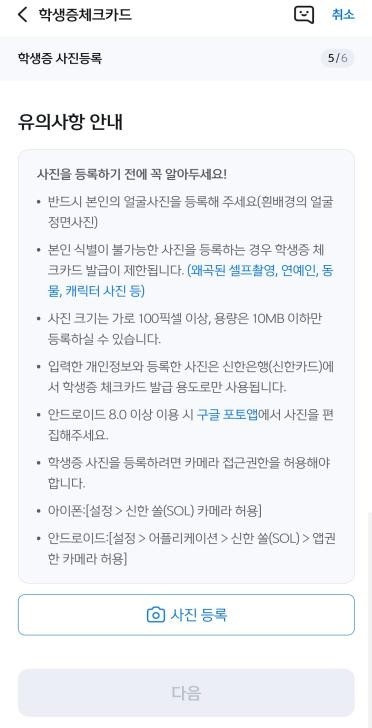 학생증체크카드
취소
학생증 사진등록
5/6
유의사항 안내
사진을 등록하기 전에 꼭 알아두세요!
• 반드시 본인의 얼굴사진을 등록해 주세요(흰배경의 얼굴
정면사진)
• 본인 식별이 불가능한 사진을 등록하는 경우 학생증 체
크카드 발급이 제한됩니다. (왜곡된 셀프촬영, 연예인, 동
물, 캐릭터 사진 등)
• 사진 크기는 가로 100픽셀 이상, 용량은 10MB 이하만
등록하실 수 있습니다.
• 입력한 개인정보와 등록한 사진은 신한은행(신한카드)에
서 학생증 체크카드 발급 용도로만 사용됩니다.
• 안드로이드 8.0 이상 이용 시 구글 포토앱에서 사진을 편
집해주세요.
• 학생증 사진을 등록하려면 카메라 접근권한을 허용해야
합니다.
• 아이폰:[설정 > 신한 쏠(SOL) 카메라 허용]
• 안드로이드:[설정 > 어플리케이션 > 신한 쏠(SOL) > 앱권
한 카메라 허용]
사진 등록
다음